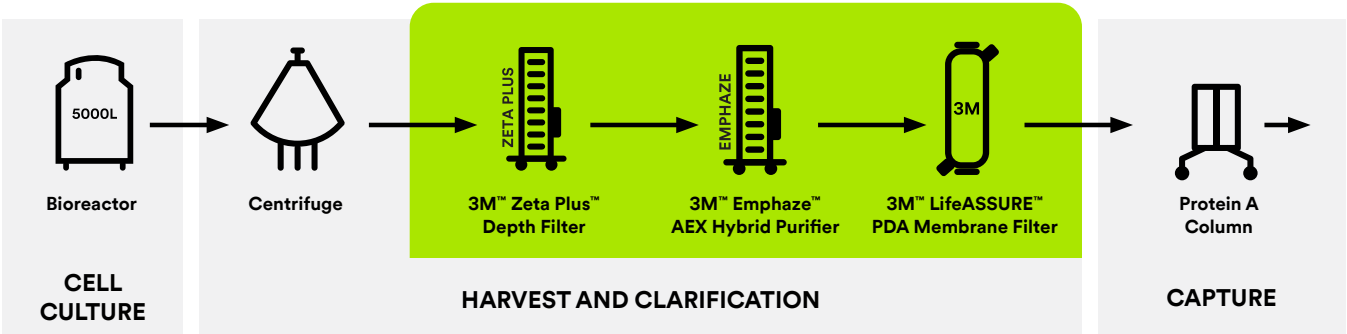 5000L
Bioreactor
CELL
CULTURE
Centrifuge
ZETA PLUS
3M™ Zeta Plus™
Depth Filter
EMPHAZE
3M™ Emphaze™
AEX Hybrid Purifier
3M
3M™ LifeASSURE™
PDA Membrane Filter
HARVEST AND CLARIFICATION
Protein A
Column
CAPTURE